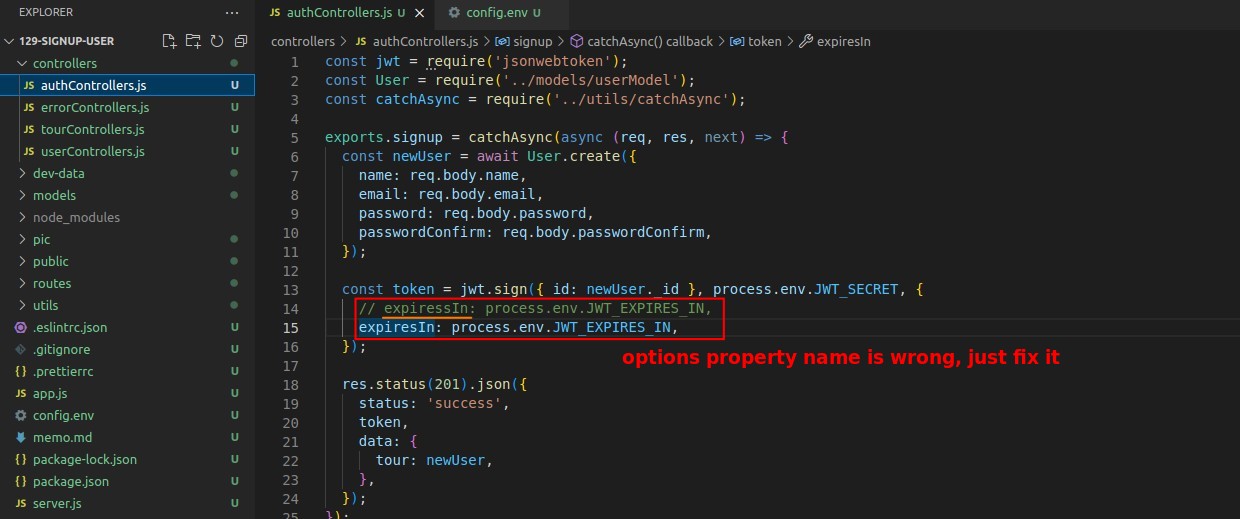 EXPLORER ...
authControllers.js U
config.env U
129-SIGNUP-USER
controllers
JS authControllers.js U
JS errorControllers.js U
JS tourControllers.js U
JS userControllers.js U
dev-data
models
node_modules
pic
public
routes
utils
.eslintrc.json U
.gitignore U
{} .prettierrc U
JS app.js U
config.env U
memo.md U
{} package-lock.json U
{} package.json U
JS server.js U
controllers > JS authControllers.js > signup > catchAsync() callback > token > expiresIn
1 const jwt = require('jsonwebtoken');
2 const User = require('../models/userModel');
3 const catchAsync = require('../utils/catchAsync');
4
5 exports.signup = catchAsync(async (req, res, next) => {
6 const newUser = await User.create({
7 name: req.body.name,
8 email: req.body.email,
9 password: req.body.password,
10 passwordConfirm: req.body.passwordConfirm,
11 });
12
13 const token = jwt.sign({ id: newUser._id }, process.env.JWT_SECRET, {
14 // expiressIn: process.env.JWT_EXPIRES_IN,
15 expiresIn: process.env.JWT_EXPIRES_IN,
16 });
options property name is wrong, just fix it
17
18 res.status(201).json({
19 status: 'success',
20 token,
21 data: {
22 tour: newUser,
23 },
24 });
25 });